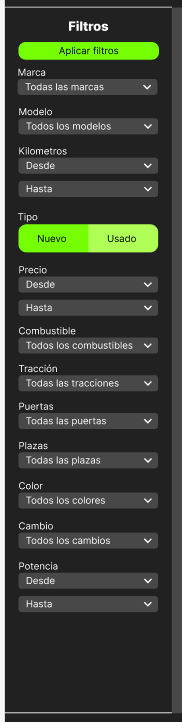 Filtros
Aplicar filtros
Marca
Todas las marcas
Modelo
Todos los modelos
Kilometros
Desde
Hasta
Tipo
Nuevo Usado
Precio
Desde
Hasta
Combustible
Todos los combustibles
Tracción
Todas las tracciones
Puertas
Todas las puertas
Plazas
Todas las plazas
Color
Todos los colores
Cambio
Todos los cambios
Potencia
Desde
Hasta